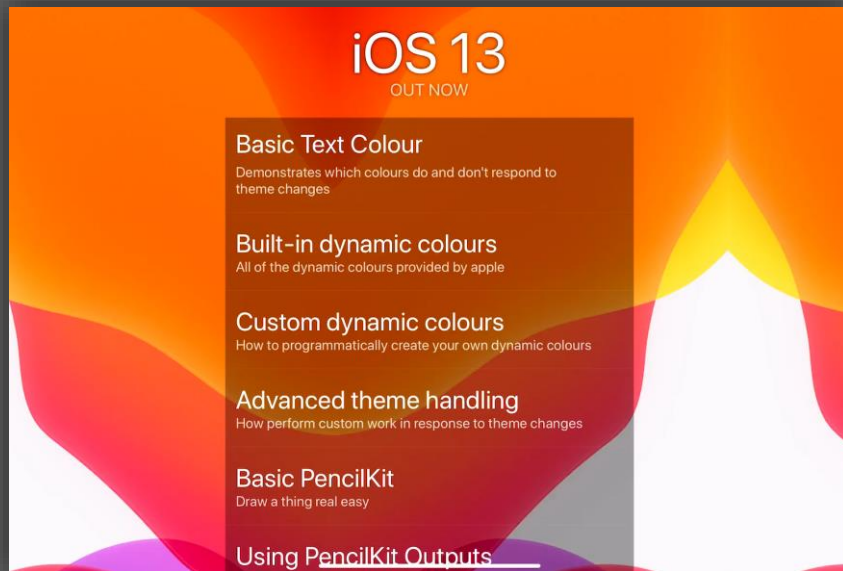 iOS 13
OUT NOW
Basic Text Colour
Demonstrates which colours do and don't respond to
theme changes
Built-in dynamic colours
All of the dynamic colours provided by apple
Custom dynamic colours
How to programmatically create your own dynamic colours
Advanced theme handling
How perform custom work in response to theme changes
Basic PencilKit
Draw a thing real easy
Using PencilKit Outputs